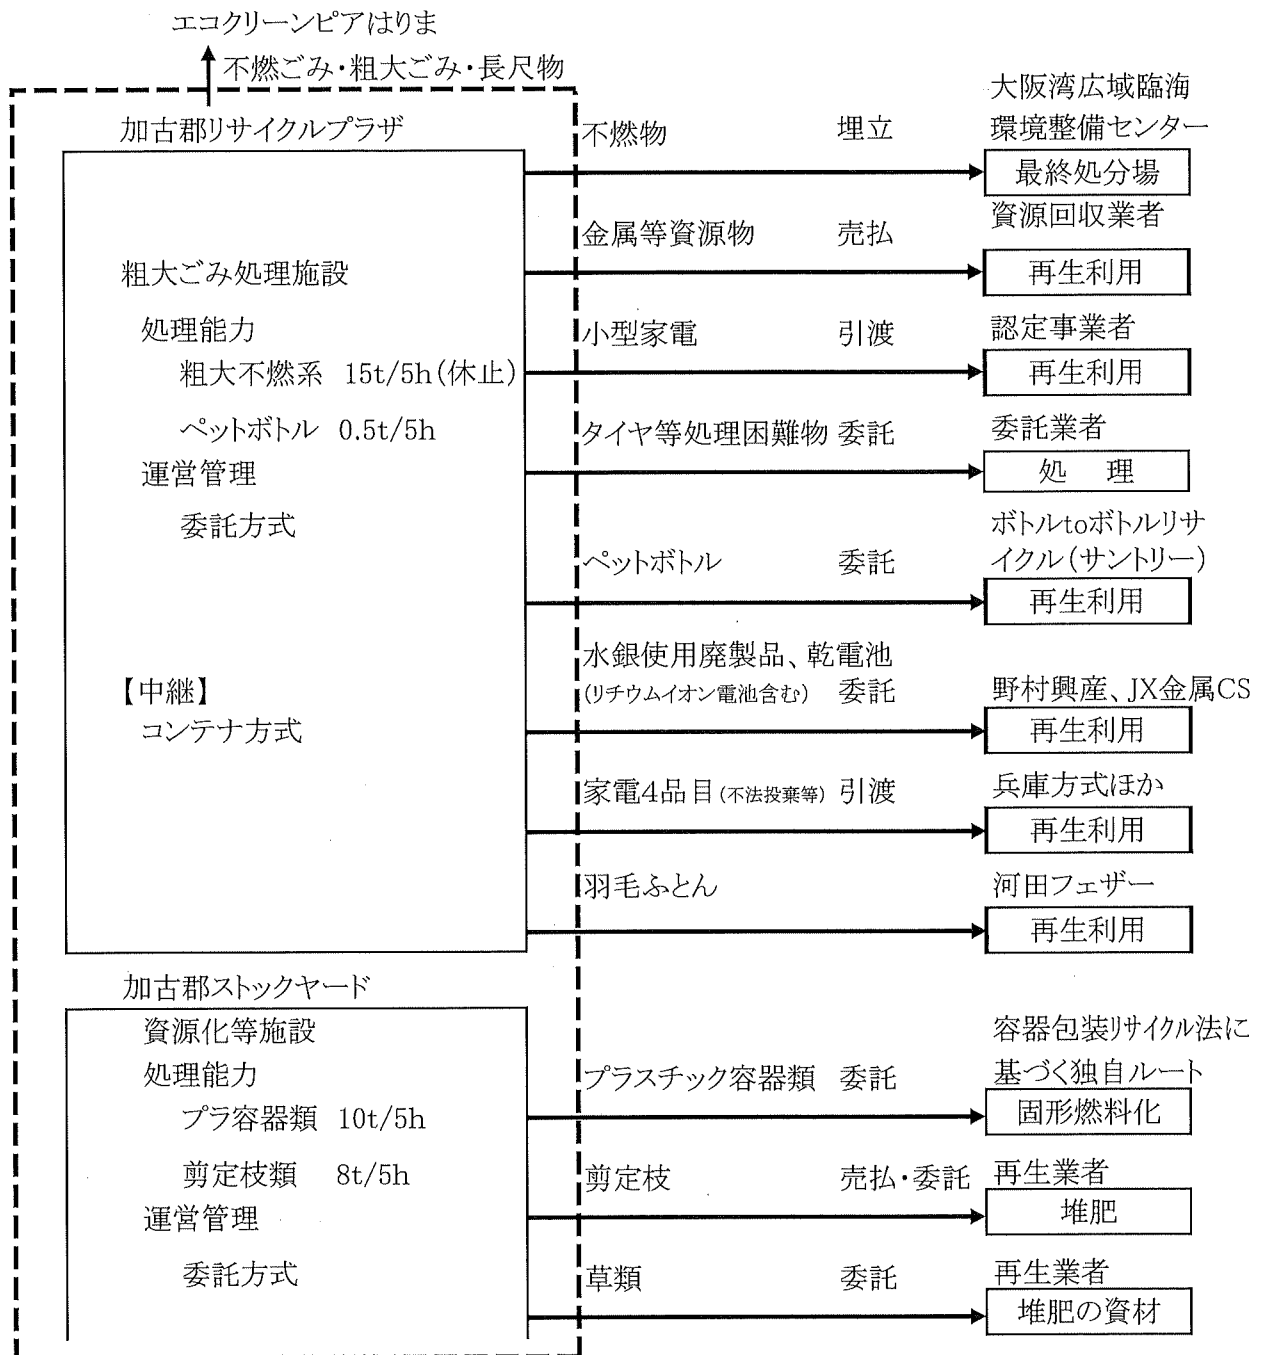 エコクリーンピアはりま
不燃ごみ・粗大ごみ・長尺物
加古郡リサイクルプラザ
粗大ごみ処理施設
処理能力
粗大不燃系 15t/5h(休止)
ペットボトル 0.5t/5h
運営管理
委託方式
【中継】
コンテナ方式
不燃物 埋立
大阪湾広域臨海
環境整備センター
最終処分場
金属等資源物 売払
資源回収業者
再生利用
小型家電 引渡
認定事業者
再生利用
タイヤ等処理困難物 委託
委託業者
処 理
ペットボトル 委託
ボトルtoボトルリサ
イクル(サントリー)
再生利用
水銀使用廃製品、乾電池
(リチウムイオン電池含む) 委託
野村興産、JX金属CS
再生利用
家電4品目(不法投棄等) 引渡
兵庫方式ほか
再生利用
羽毛ふとん
河田フェザー
再生利用
加古郡ストックヤード
資源化等施設
処理能力
プラ容器類 10t/5h
剪定枝類 8t/5h
運営管理
委託方式
プラスチック容器類 委託
容器包装リサイクル法に
基づく独自ルート
固形燃料化
剪定枝 売払・委託
再生業者
堆肥
草類 委託
再生業者
堆肥の資材